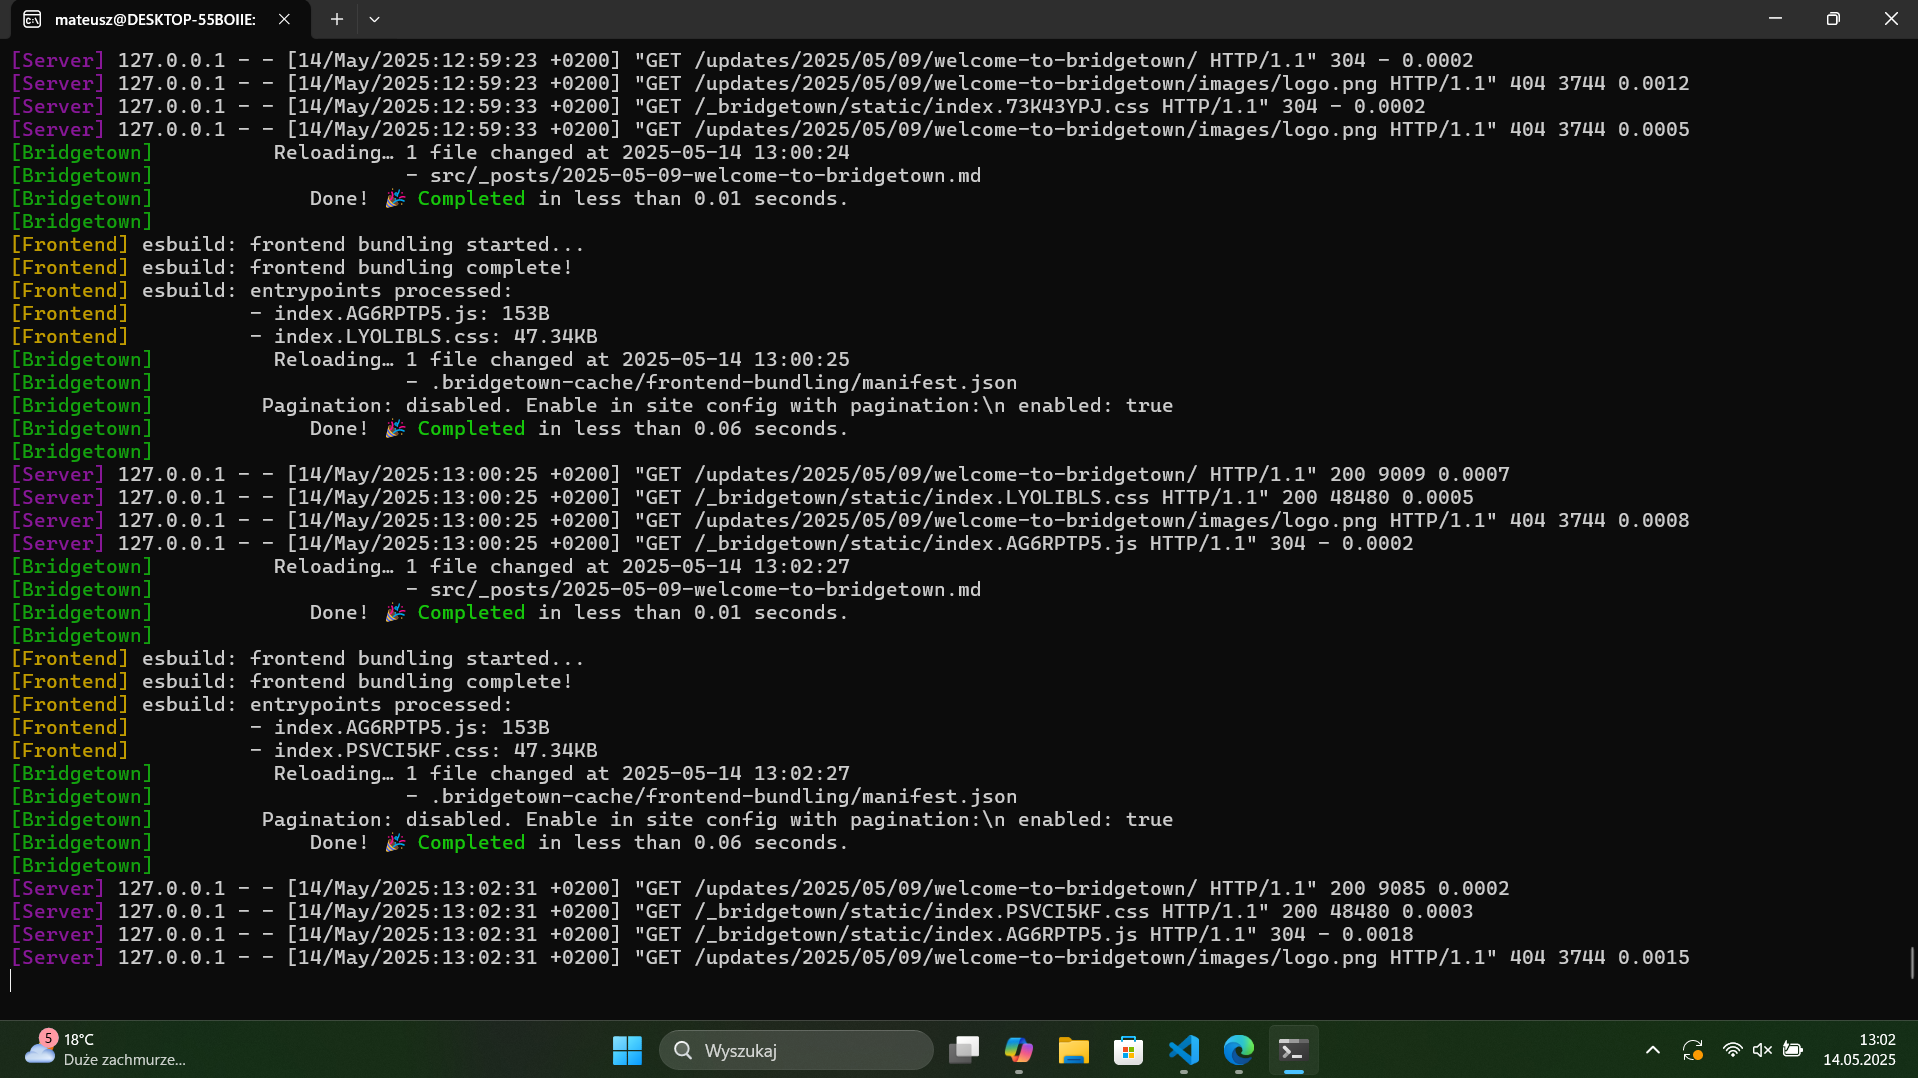 mateusz@DESKTOP-55BOIIE:
[Server] 127.0.0.1 - - [14/May/2025:12:59:23 +0200] "GET /updates/2025/05/09/welcome-to-bridgetown/ HTTP/1.1" 304 - 0.0002
[Server] 127.0.0.1 - - [14/May/2025:12:59:23 +0200] "GET /updates/2025/05/09/welcome-to-bridgetown/images/logo.png HTTP/1.1" 404 3744 0.0012
[Server] 127.0.0.1 - - [14/May/2025:12:59:33 +0200] "GET /_bridgetown/static/index.73K43YPJ.css HTTP/1.1" 304 - 0.0002
[Server] 127.0.0.1 - - [14/May/2025:12:59:33 +0200] "GET /updates/2025/05/09/welcome-to-bridgetown/images/logo.png HTTP/1.1" 404 3744 0.0005
[Bridgetown] Reloading… 1 file changed at 2025-05-14 13:00:24
[Bridgetown] - src/_posts/2025-05-09-welcome-to-bridgetown.md
[Bridgetown] Done! 🎉 Completed in less than 0.01 seconds.
[Bridgetown]
[Frontend] esbuild: frontend bundling started...
[Frontend] esbuild: frontend bundling complete!
[Frontend] esbuild: entrypoints processed:
[Frontend] - index.AG6RPTP5.js: 153B
[Frontend] - index.LYOLIBLS.css: 47.34KB
[Bridgetown] Reloading… 1 file changed at 2025-05-14 13:00:25
[Bridgetown] - .bridgetown-cache/frontend-bundling/manifest.json
[Bridgetown] Pagination: disabled. Enable in site config with pagination:\n enabled: true
[Bridgetown] Done! 🎉 Completed in less than 0.06 seconds.
[Bridgetown]
[Server] 127.0.0.1 - - [14/May/2025:13:00:25 +0200] "GET /updates/2025/05/09/welcome-to-bridgetown/ HTTP/1.1" 200 9009 0.0007
[Server] 127.0.0.1 - - [14/May/2025:13:00:25 +0200] "GET /_bridgetown/static/index.LYOLIBLS.css HTTP/1.1" 200 48480 0.0005
[Server] 127.0.0.1 - - [14/May/2025:13:00:25 +0200] "GET /updates/2025/05/09/welcome-to-bridgetown/images/logo.png HTTP/1.1" 404 3744 0.0008
[Server] 127.0.0.1 - - [14/May/2025:13:00:25 +0200] "GET /_bridgetown/static/index.AG6RPTP5.js HTTP/1.1" 304 - 0.0002
[Bridgetown] Reloading… 1 file changed at 2025-05-14 13:02:27
[Bridgetown] - src/_posts/2025-05-09-welcome-to-bridgetown.md
[Bridgetown] Done! 🎉 Completed in less than 0.01 seconds.
[Bridgetown]
[Frontend] esbuild: frontend bundling started...
[Frontend] esbuild: frontend bundling complete!
[Frontend] esbuild: entrypoints processed:
[Frontend] - index.AG6RPTP5.js: 153B
[Frontend] - index.PSVCI5KF.css: 47.34KB
[Bridgetown] Reloading… 1 file changed at 2025-05-14 13:02:27
[Bridgetown] - .bridgetown-cache/frontend-bundling/manifest.json
[Bridgetown] Pagination: disabled. Enable in site config with pagination:\n enabled: true
[Bridgetown] Done! 🎉 Completed in less than 0.06 seconds.
[Bridgetown]
[Server] 127.0.0.1 - - [14/May/2025:13:02:31 +0200] "GET /updates/2025/05/09/welcome-to-bridgetown/ HTTP/1.1" 200 9085 0.0002
[Server] 127.0.0.1 - - [14/May/2025:13:02:31 +0200] "GET /_bridgetown/static/index.PSVCI5KF.css HTTP/1.1" 200 48480 0.0003
[Server] 127.0.0.1 - - [14/May/2025:13:02:31 +0200] "GET /_bridgetown/static/index.AG6RPTP5.js HTTP/1.1" 304 - 0.0018
[Server] 127.0.0.1 - - [14/May/2025:13:02:31 +0200] "GET /updates/2025/05/09/welcome-to-bridgetown/images/logo.png HTTP/1.1" 404 3744 0.0015
5
18°C
Duże zachmurze...
Wyszukaj
13:02
14.05.2025